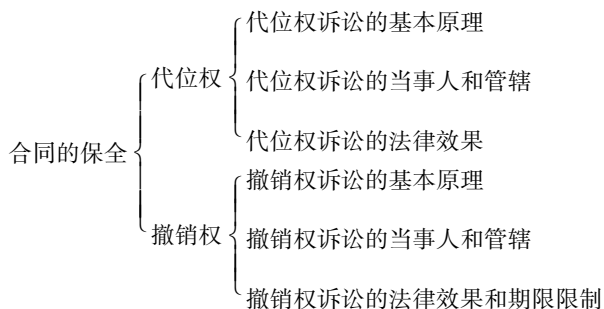 合同的保全
代位权
代位权诉讼的基本原理
代位权诉讼的当事人和管辖
代位权诉讼的法律效果
撤销权
撤销权诉讼的基本原理
撤销权诉讼的当事人和管辖
撤销权诉讼的法律效果和期限限制